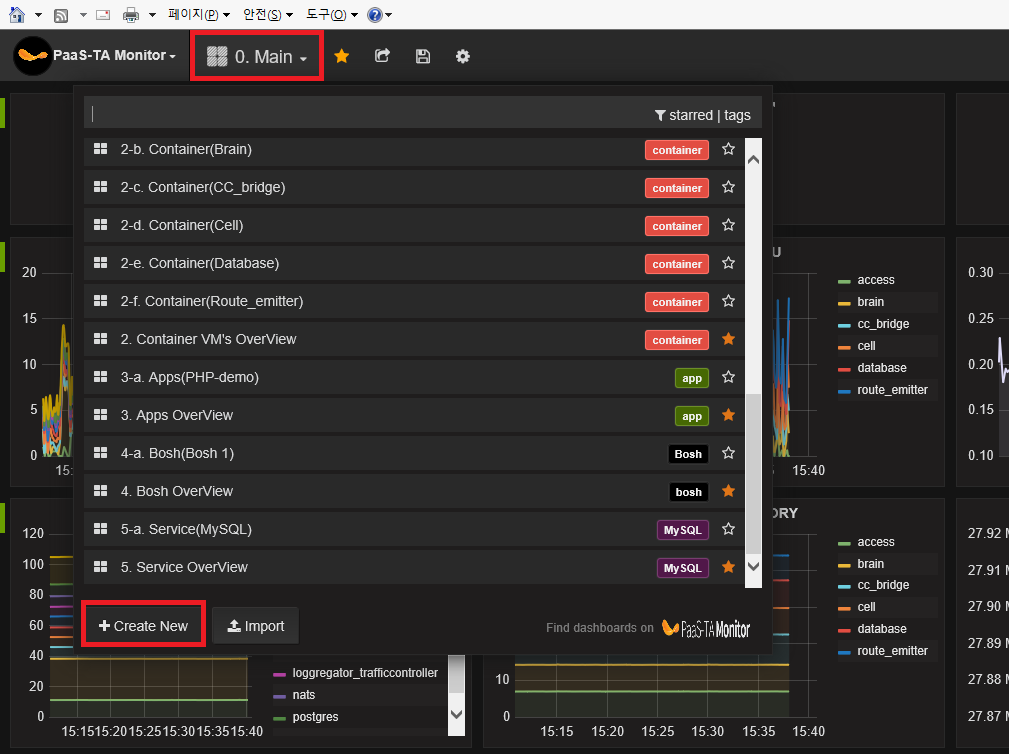 페이지(P) 안전(S) 도구(O)
PaaS-TA Monitor 0. Main
starred | tags
2-b. Container(Brain) container
2-c. Container(CC_bridge) container
2-d. Container(Cell) container
2-e. Container(Database) container
2-f. Container(Route_emitter) container
2. Container VM's OverView container
3-a. Apps(PHP-demo) app
3. Apps OverView app
4-a. Bosh(Bosh 1) Bosh
4. Bosh OverView bosh
5-a. Service(MySQL) MySQL
5. Service OverView MySQL
Create New Import
Find dashboards on PaaS-TA Monitor
20
15
10
5
0
15:
U
15:40
access
brain
cc_bridge
cell
database
route_emitter
0.30
0.25
0.20
0.15
0.10
120
100
80
60
40
20
0
15:15 15:20 15:25 15:30 15:35 15:40
loggregator_trafficcontroller
nats
postgres
ORY
10
0
15:15 15:20 15:25 15:30 15:35 15:40
access
brain
cc_bridge
cell
database
route_emitter
27.92 M
27.91
27.90 M
27.89
27.88
27.87